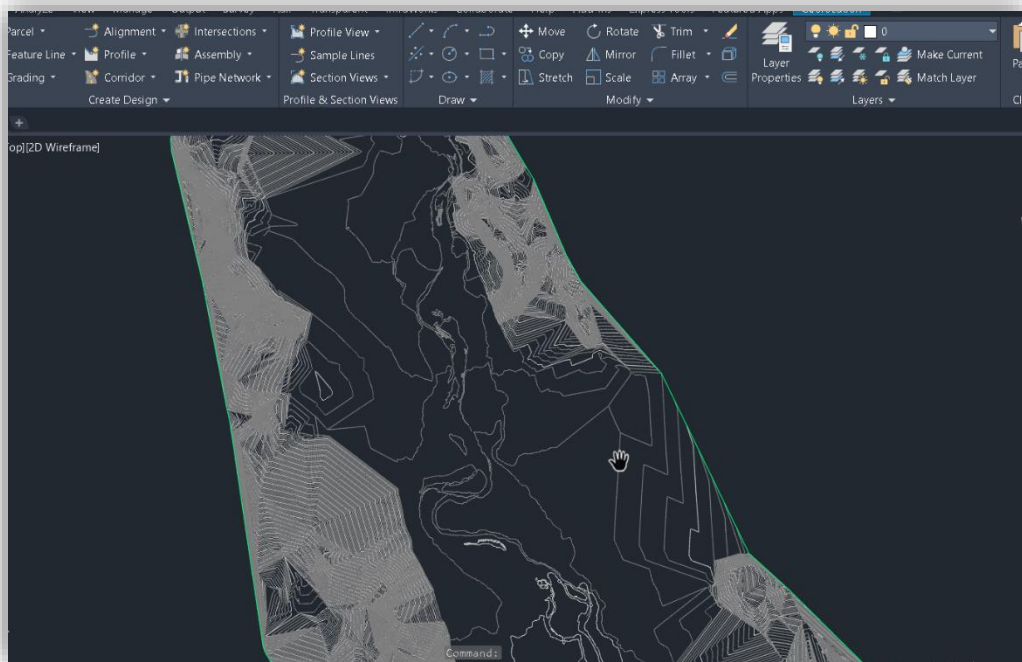 Manage Output
Parcel Alignment Intersections Profile View Move Rotate Trim 0
Feature Line Profile Assembly Sample Lines Copy Mirror Fillet Make Current
Grading Corridor Pipe Network Section Views Stretch Scale Array Layer Properties Match Layer
Create Design Profile & Section Views Draw Modify Layers
+
op][2D Wireframe]
Command: